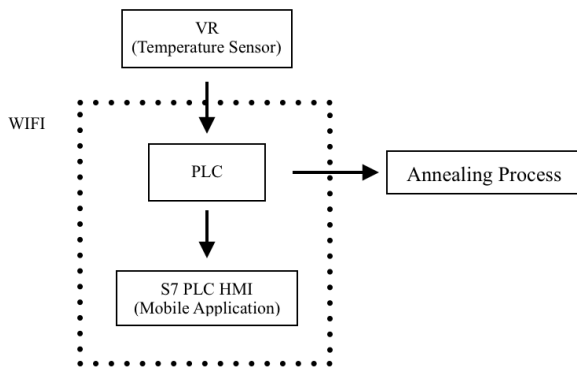 VR
(Temperature Sensor)
WIFI
PLC
Annealing Process
S7 PLC HMI
(Mobile Application)